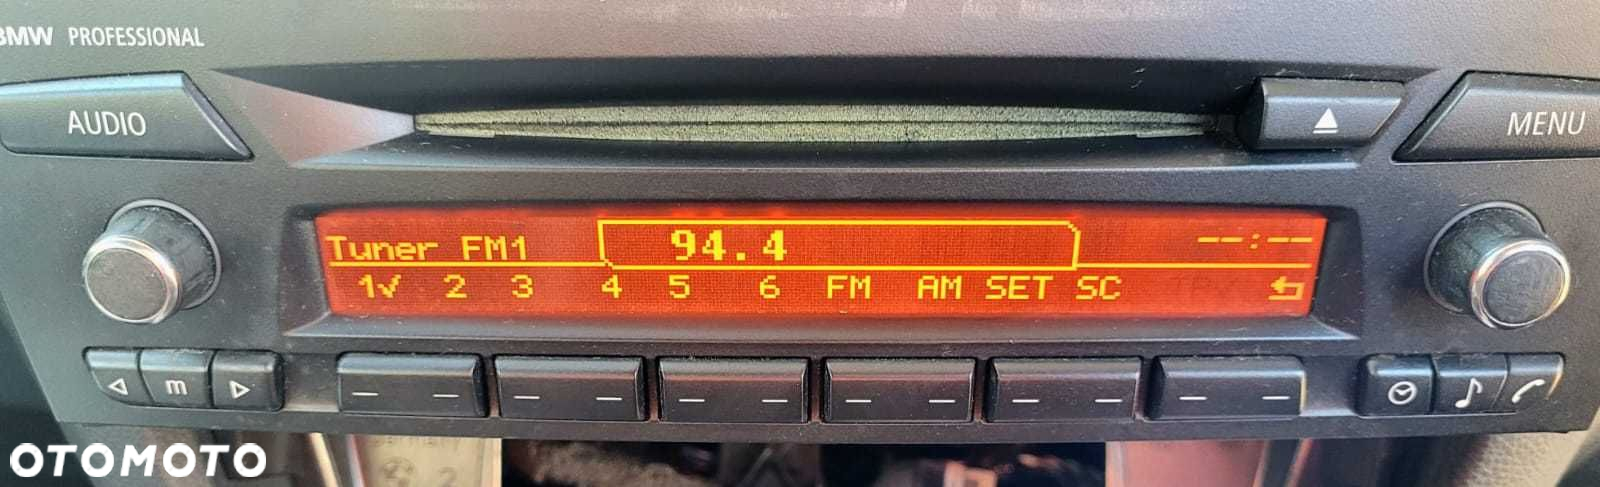 BMW PROFESSIONAL
AUDIO
MENU
Tuner FM1 94.4 --:--
1✓ 2 3 4 5 6 FM AM SET SC
m
OTOMOTO
2